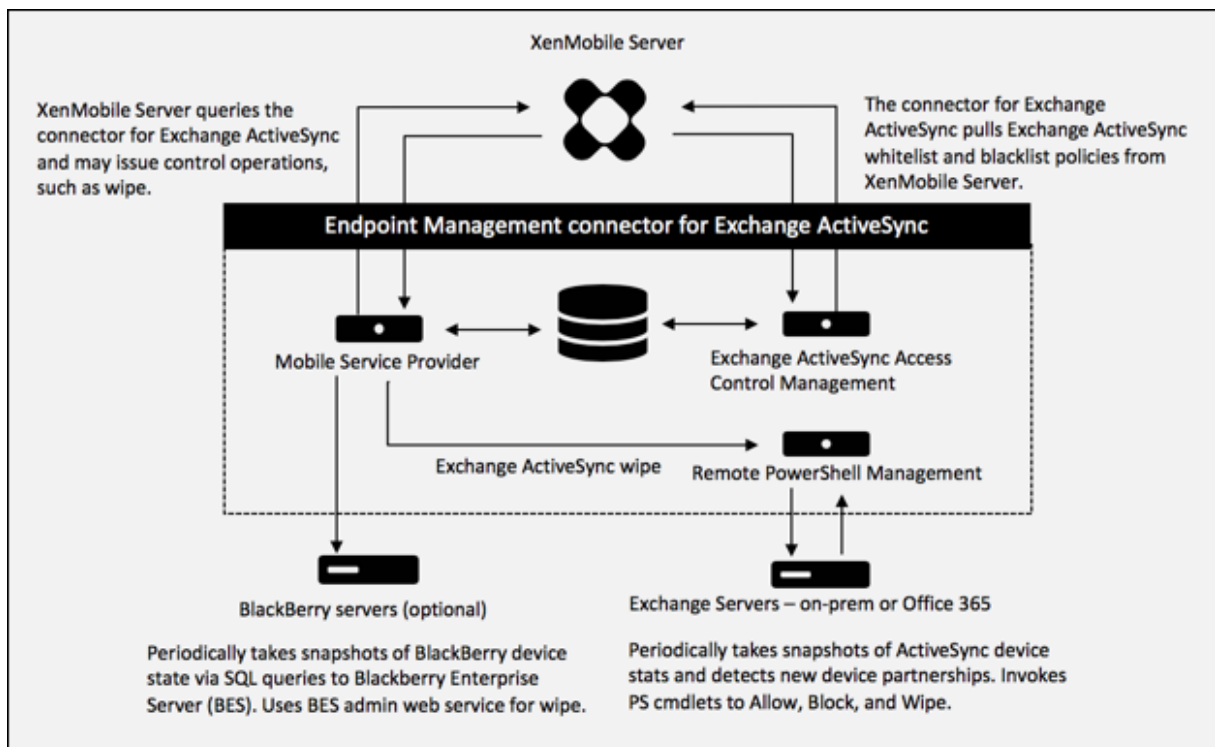 XenMobile Server
XenMobile Server queries the
connector for Exchange ActiveSync
and may issue control operations,
such as wipe.
The connector for Exchange
ActiveSync pulls Exchange ActiveSync
whitelist and blacklist policies from
XenMobile Server.
Endpoint Management connector for Exchange ActiveSync
Mobile Service Provider
Exchange ActiveSync Access
Control Management
Exchange ActiveSync wipe
Remote PowerShell Management
BlackBerry servers (optional)
Periodically takes snapshots of BlackBerry device
state via SQL queries to Blackberry Enterprise
Server (BES). Uses BES admin web service for wipe.
Exchange Servers – on-prem or Office 365
Periodically takes snapshots of ActiveSync device
stats and detects new device partnerships. Invokes
PS cmdlets to Allow, Block, and Wipe.